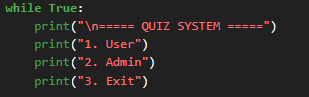 while True:
    print("\n===== QUIZ SYSTEM =====")
    print("1. User")
    print("2. Admin")
    print("3. Exit")